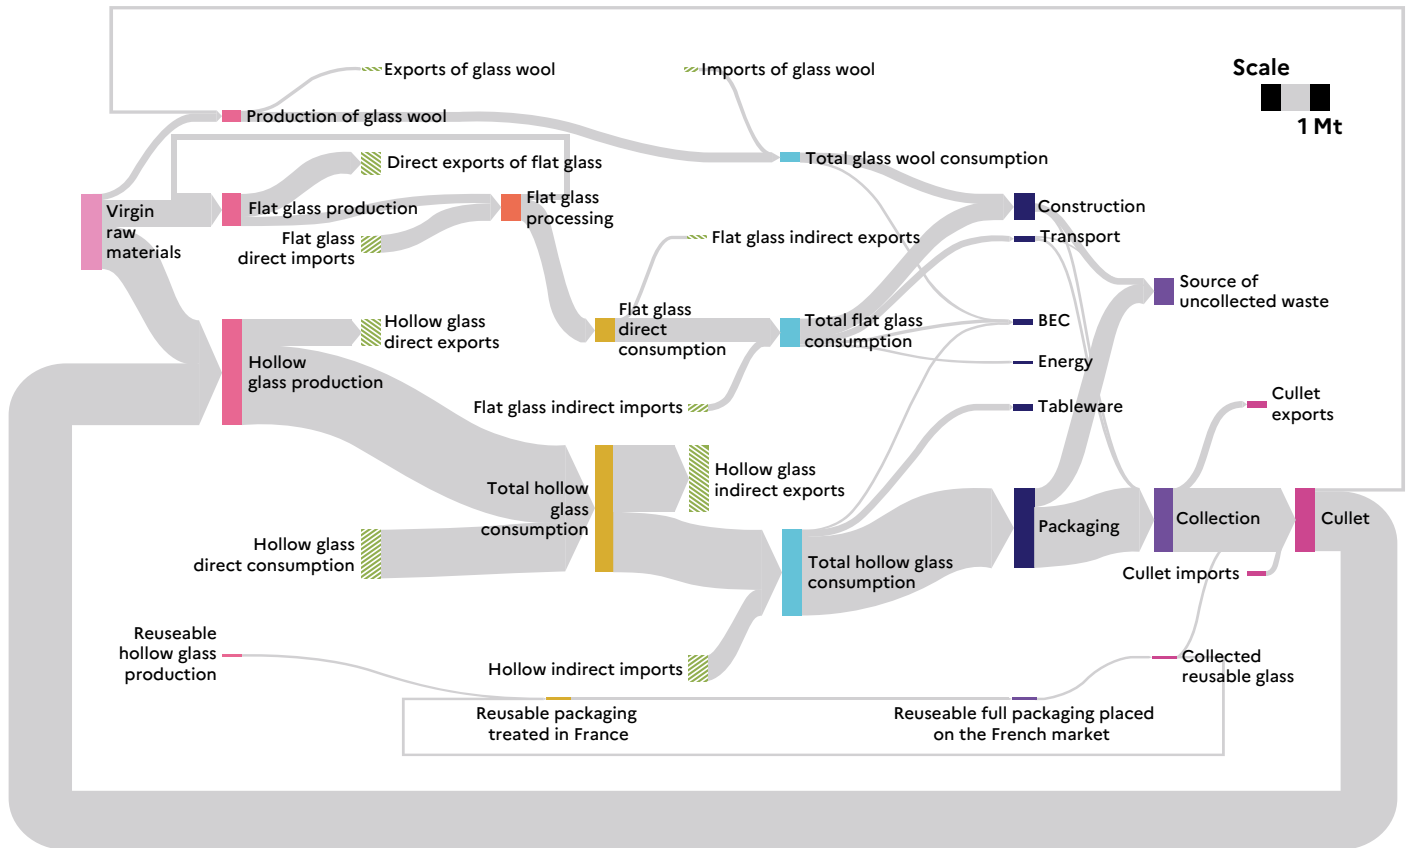 Scale
1 Mt
Exports of glass wool
Imports of glass wool
Production of glass wool
Total glass wool consumption
Direct exports of flat glass
Virgin
raw
materials
Flat glass production
Flat glass
processing
Flat glass
direct imports
Flat glass indirect exports
Construction
Transport
Source of
uncollected waste
Hollow glass
direct exports
Flat glass
direct
consumption
Total flat glass
consumption
BEC
Energy
Hollow
glass production
Flat glass indirect imports
Tableware
Cullet
exports
Total hollow
glass
consumption
Hollow glass
indirect exports
Packaging
Collection
Cullet
Hollow glass
direct consumption
Total hollow glass
consumption
Cullet imports
Reuseable
hollow glass
production
Hollow indirect imports
Collected
reusable glass
Reusable packaging
treated in France
Reuseable full packaging placed
on the French market